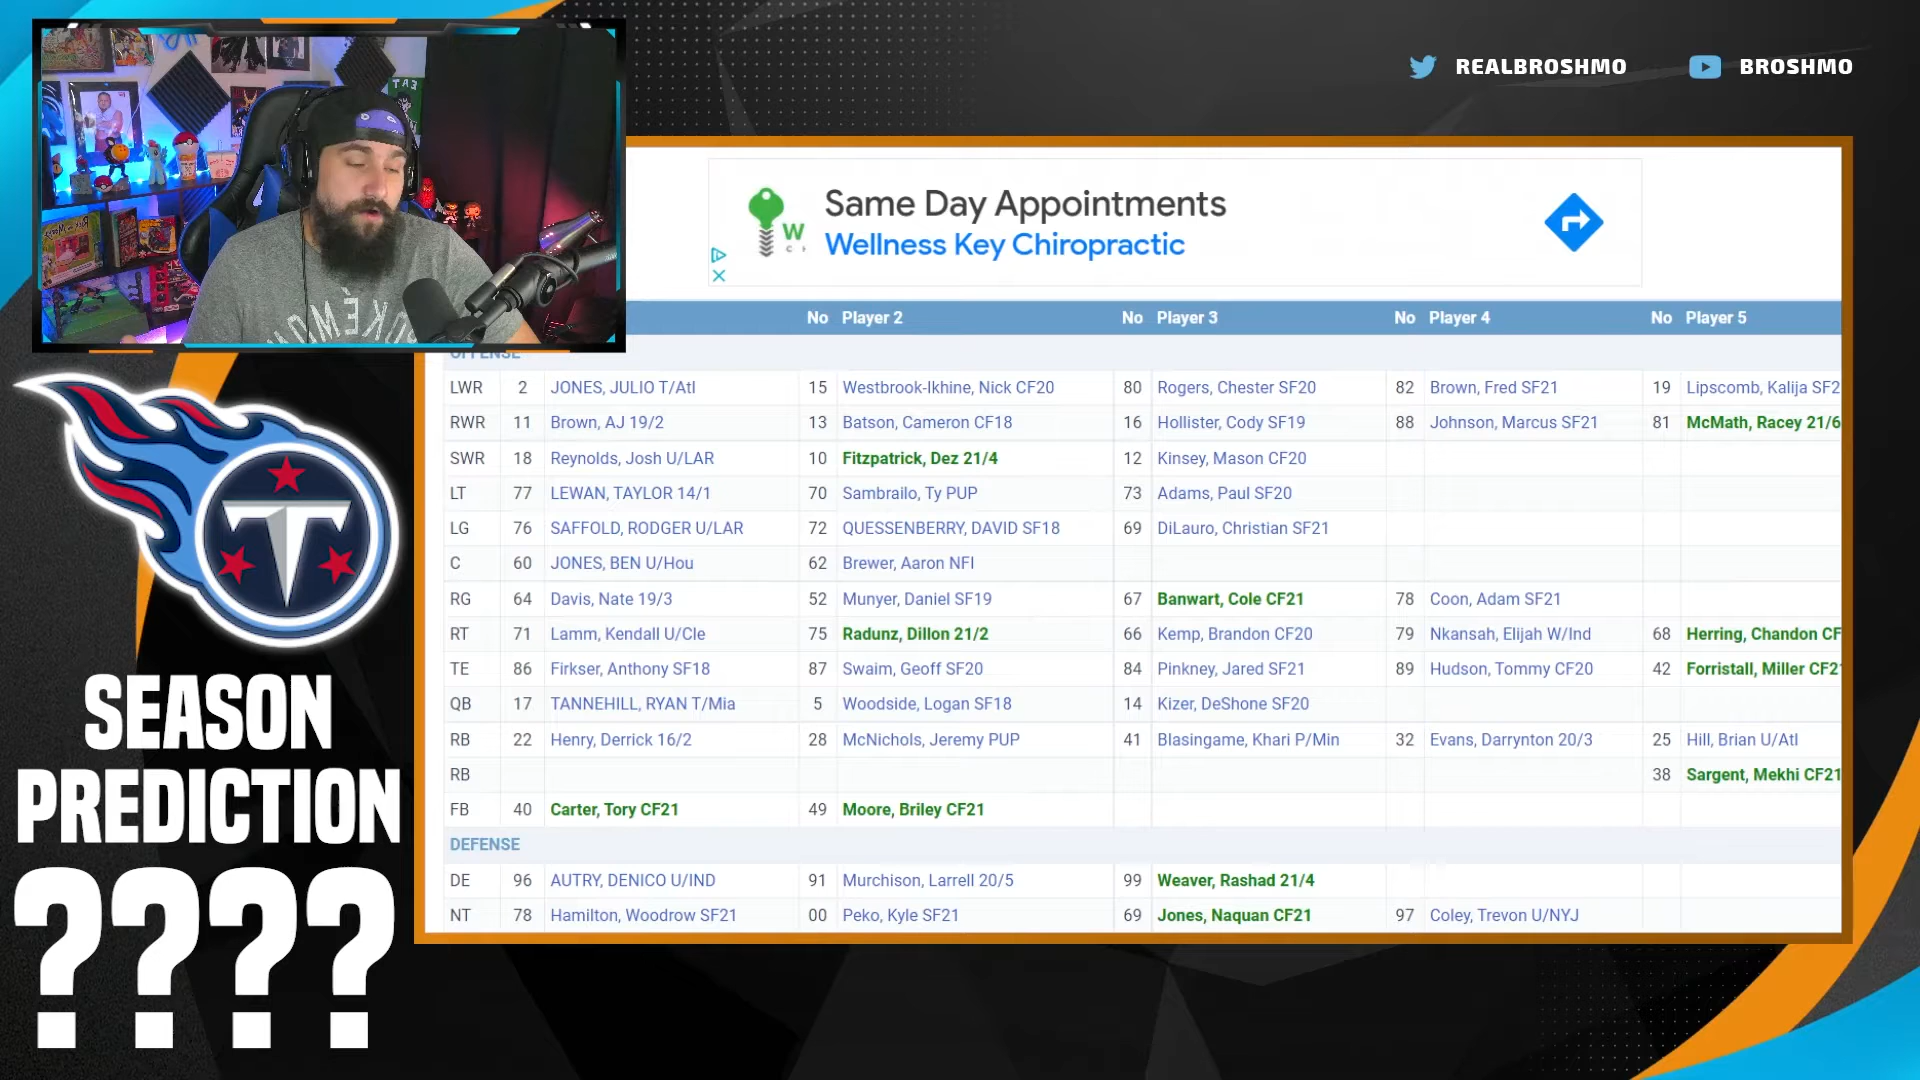 REALBROSHMO BROSHMO
Same Day Appointments
Wellness Key Chiropractic
W
No Player 2 No Player 3 No Player 4 No Player 5
OFFENSE
LWR 2 JONES, JULIO T/Atl 15 Westbrook-Ikhine, Nick CF20 80 Rogers, Chester SF20 82 Brown, Fred SF21 19 Lipscomb, Kalija SF2
RWR 11 Brown, AJ 19/2 13 Batson, Cameron CF18 16 Hollister, Cody SF19 88 Johnson, Marcus SF21 81 McMath, Racey 21/6
SWR 18 Reynolds, Josh U/LAR 10 Fitzpatrick, Dez 21/4 12 Kinsey, Mason CF20
LT 77 LEWAN, TAYLOR 14/1 70 Sambrailo, Ty PUP 73 Adams, Paul SF20
LG 76 SAFFOLD, RODGER U/LAR 72 QUESSENBERRY, DAVID SF18 69 DiLauro, Christian SF21
C 60 JONES, BEN U/Hou 62 Brewer, Aaron NFI
RG 64 Davis, Nate 19/3 52 Munyer, Daniel SF19 67 Banwart, Cole CF21 78 Coon, Adam SF21
RT 71 Lamm, Kendall U/Cle 75 Radunz, Dillon 21/2 66 Kemp, Brandon CF20 79 Nkansah, Elijah W/Ind 68 Herring, Chandon CF
TE 86 Firkser, Anthony SF18 87 Swaim, Geoff SF20 84 Pinkney, Jared SF21 89 Hudson, Tommy CF20 42 Forristall, Miller CF21
QB 17 TANNEHILL, RYAN T/Mia 5 Woodside, Logan SF18 14 Kizer, DeShone SF20
RB 22 Henry, Derrick 16/2 28 McNichols, Jeremy PUP 41 Blasingame, Khari P/Min 32 Evans, Darrynton 20/3 25 Hill, Brian U/Atl
RB 38 Sargent, Mekhi CF21
FB 40 Carter, Tory CF21 49 Moore, Briley CF21
DEFENSE
DE 96 AUTRY, DENICO U/IND 91 Murchison, Larrell 20/5 99 Weaver, Rashad 21/4
NT 78 Hamilton, Woodrow SF21 00 Peko, Kyle SF21 69 Jones, Naquan CF21 97 Coley, Trevon U/NYJ
T
SEASON
PREDICTION
????
POKÉMON
EAT